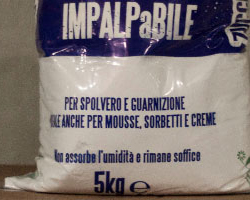 IMPALPaBILE
PER SPOLVERO E GUARNIZIONE
ANCHE PER MOUSSE, SORBETTI E CREME
Non assorbe l'umidità e rimane soffice
5kg e